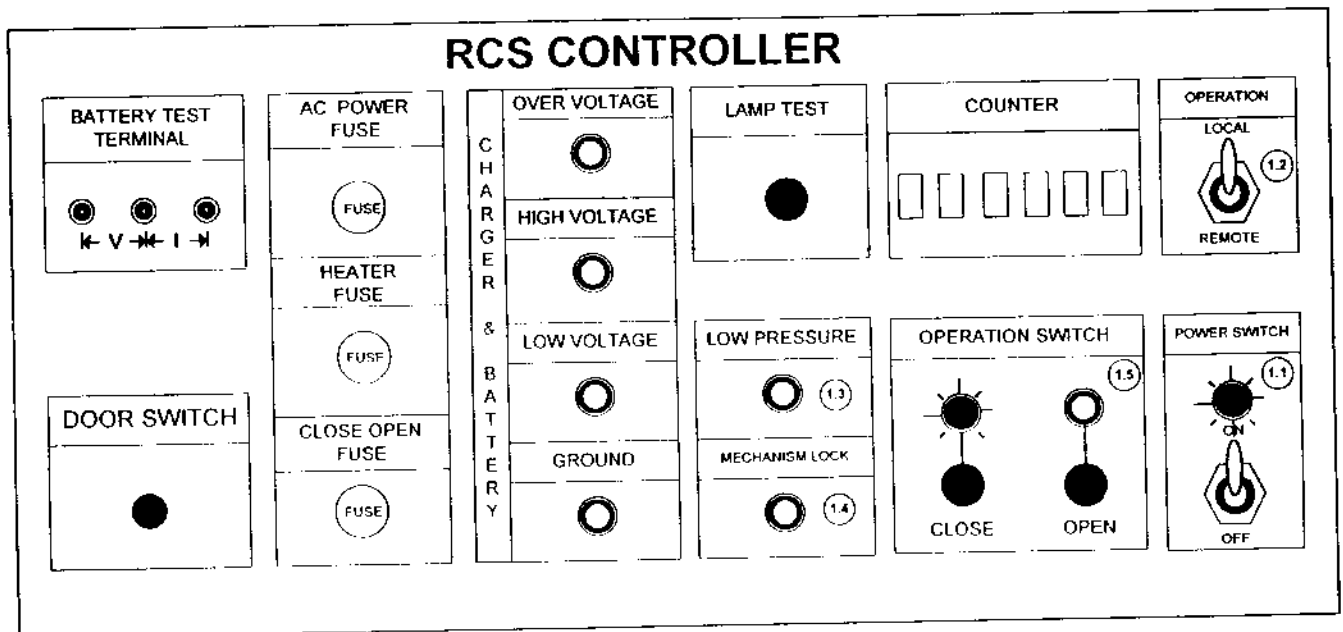 RCS CONTROLLER
BATTERY TEST
TERMINAL
V
I
DOOR SWITCH
AC POWER
FUSE
FUSE
HEATER
FUSE
FUSE
CLOSE OPEN
FUSE
FUSE
CHARGER & BATTERY
OVER VOLTAGE
HIGH VOLTAGE
LOW VOLTAGE
GROUND
LAMP TEST
LOW PRESSURE
1.3
MECHANISM LOCK
1.4
COUNTER
OPERATION SWITCH
1.5
CLOSE
OPEN
OPERATION
LOCAL
1.2
REMOTE
POWER SWITCH
1.1
ON
OFF